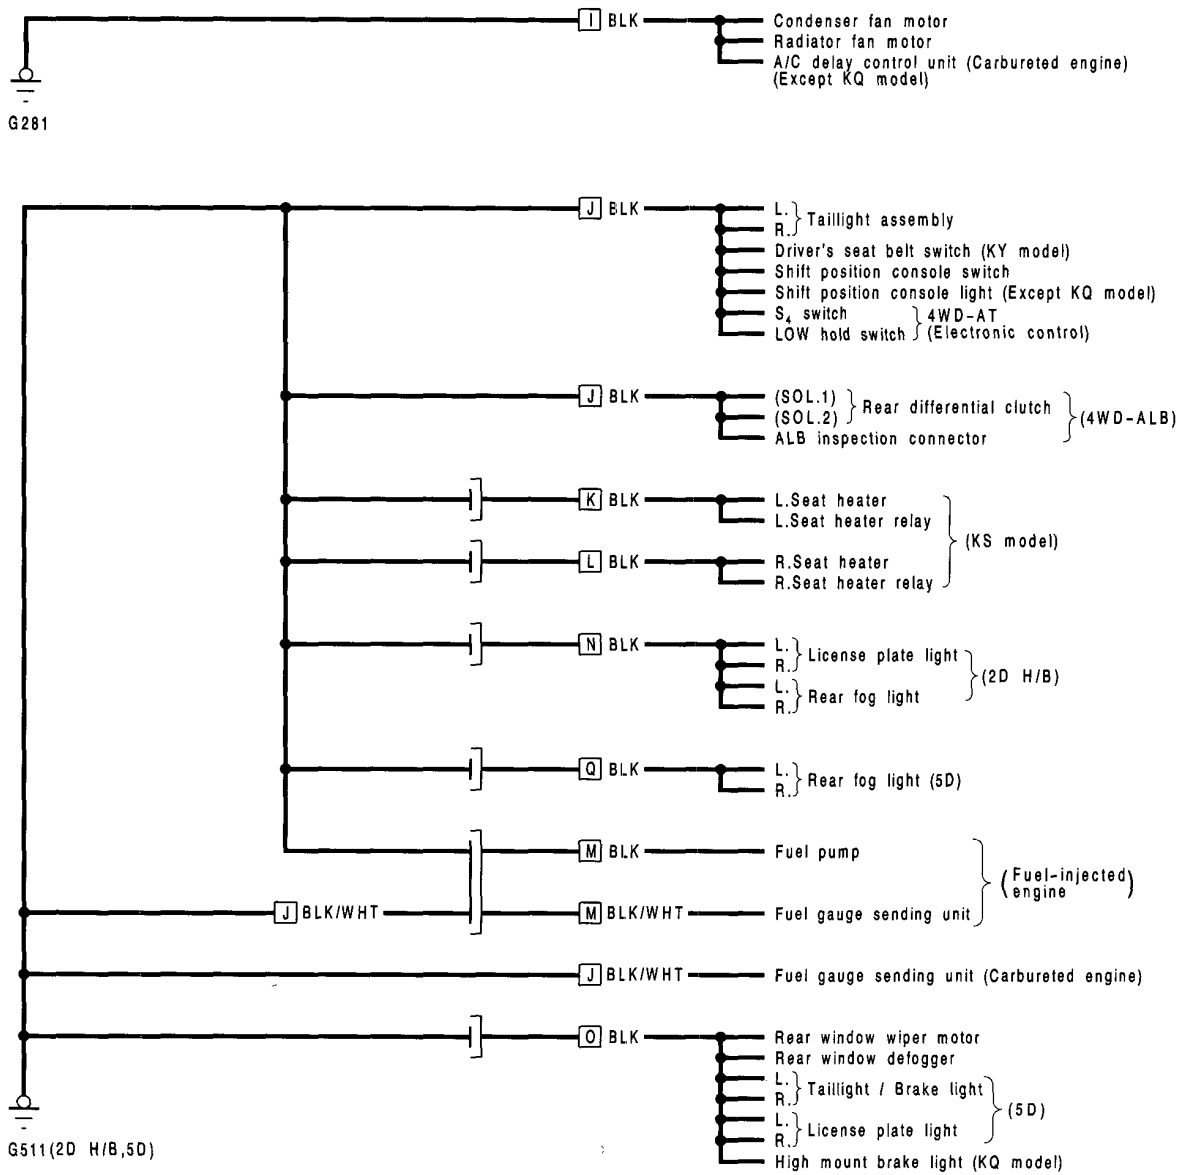 I BLK Condenser fan motor
Radiator fan motor
A/C delay control unit (Carbureted engine)
(Except KQ model)
G281
J BLK L. Taillight assembly
R.
Driver's seat belt switch (KY model)
Shift position console switch
Shift position console light (Except KQ model)
S4 switch 4WD-AT
LOW hold switch (Electronic control)
J BLK (SOL.1) Rear differential clutch (4WD-ALB)
(SOL.2)
ALB inspection connector
K BLK L.Seat heater
L.Seat heater relay
(KS model)
L BLK R.Seat heater
R.Seat heater relay
N BLK L. License plate light
R.
(2D H/B)
L. Rear fog light
R.
Q BLK L. Rear fog light (5D)
R.
M BLK Fuel pump
(Fuel-injected engine)
J BLK/WHT M BLK/WHT Fuel gauge sending unit
J BLK/WHT Fuel gauge sending unit (Carbureted engine)
O BLK Rear window wiper motor
Rear window defogger
L. Taillight / Brake light
R.
(5D)
L. License plate light
R.
G511(2D H/B,5D)
High mount brake light (KQ model)